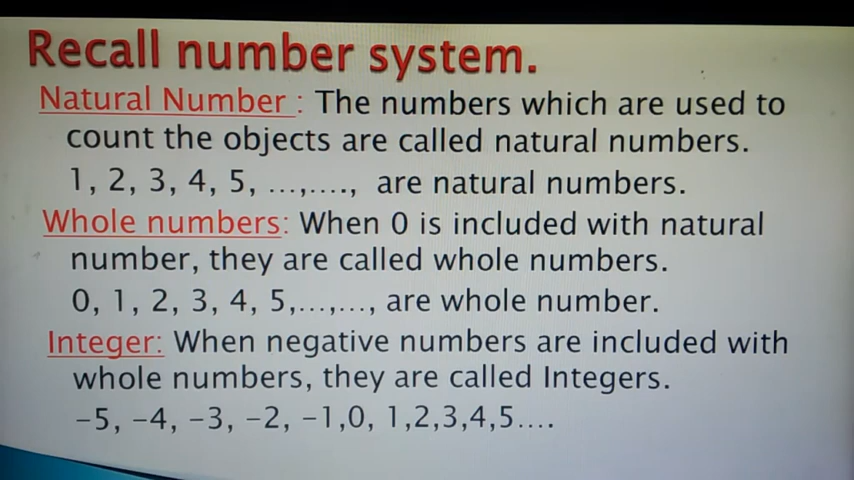 Recall number system.
Natural Number : The numbers which are used to
count the objects are called natural numbers.
1, 2, 3, 4, 5, ...,...., are natural numbers.
Whole numbers: When 0 is included with natural
number, they are called whole numbers.
0, 1, 2, 3, 4, 5,...,..., are whole number.
Integer: When negative numbers are included with
whole numbers, they are called Integers.
-5, -4, -3, -2, -1,0, 1,2,3,4,5....